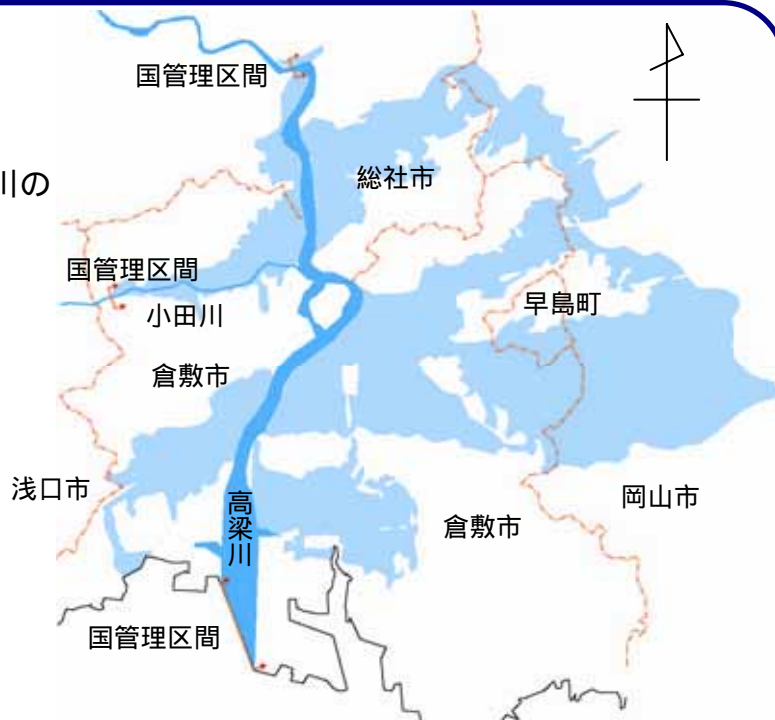 国管理区間
川の
総社市
国管理区間
小田川
早島町
倉敷市
浅口市
高梁川
岡山市
倉敷市
国管理区間